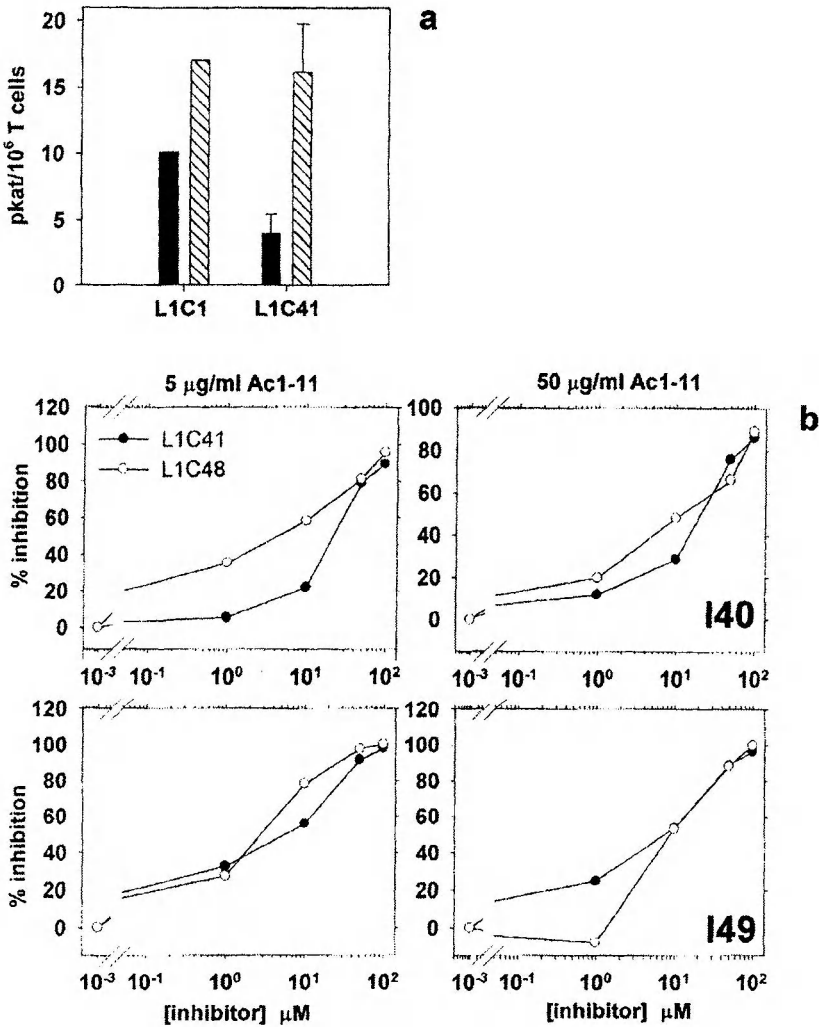 a
20
15
10
5
0
pkat/10⁶ T cells
L1C1 L1C41
b
5 µg/ml Ac1-11
50 µg/ml Ac1-11
120
100
80
60
40
20
0
% inhibition
L1C41
L1C48
10⁻³ 10⁻¹ 10⁰ 10¹ 10²
100
80
60
40
20
0
I40
10⁻³ 10⁻¹ 10⁰ 10¹ 10²
120
100
80
60
40
20
0
% inhibition
10⁻³ 10⁻¹ 10⁰ 10¹ 10²
[inhibitor] µM
120
100
80
60
40
20
0
I49
10⁻³ 10⁻¹ 10⁰ 10¹ 10²
[inhibitor] µM